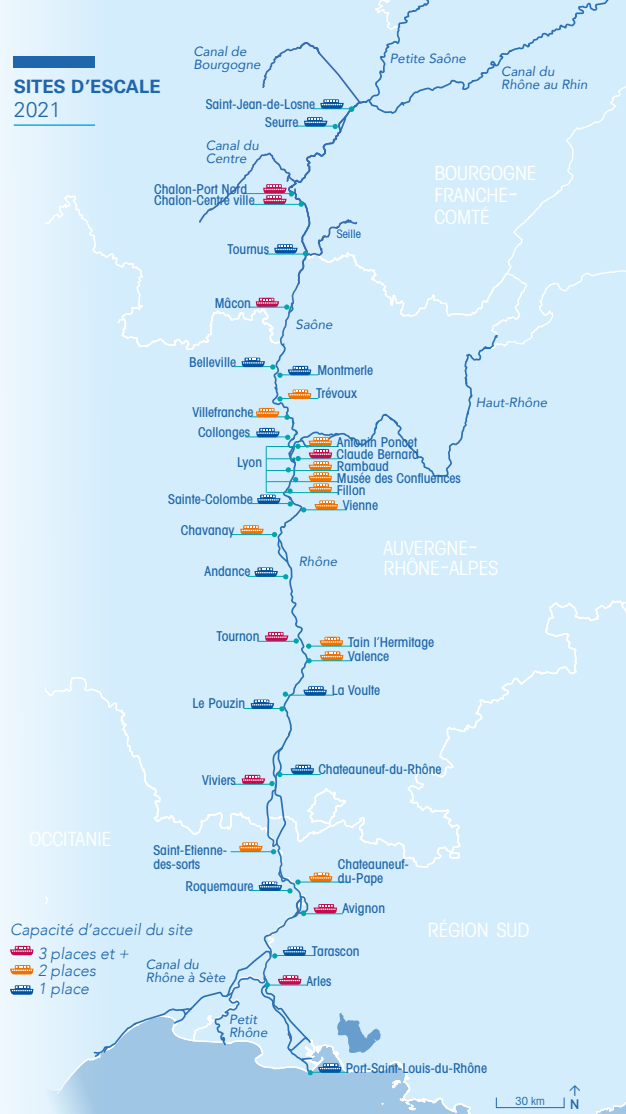 SITES D'ESCALE
2021
Canal de
Bourgogne
Petite Saône
Canal du
Rhône au Rhin
Saint-Jean-de-Losne
Seurre
Canal du
Centre
BOURGOGNE
FRANCHE-
COMTÉ
Chalon-Port Nord
Chalon-Centre ville
Seille
Tournus
Mâcon
Saône
Belleville
Montmerle
Trévoux
Haut-Rhône
Villefranche
Collonges
Antonin Poncet
Claude Bernard
Lyon
Rambaud
Musée des Confluences
Fillon
Sainte-Colombe
Vienne
Chavanay
AUVERGNE-
RHÔNE-ALPES
Rhône
Andance
Tournon
Tain l'Hermitage
Valence
La Voulte
Le Pouzin
Chateauneuf-du-Rhône
Viviers
OCCITANIE
Saint-Etienne-
des-sorts
Chateauneuf-
du-Pape
Roquemaure
Avignon
RÉGION SUD
Capacité d'accueil du site
3 places et +
2 places
1 place
Tarascon
Canal du
Rhône à Sète
Arles
Petit
Rhône
Port-Saint-Louis-du-Rhône
30 km
N